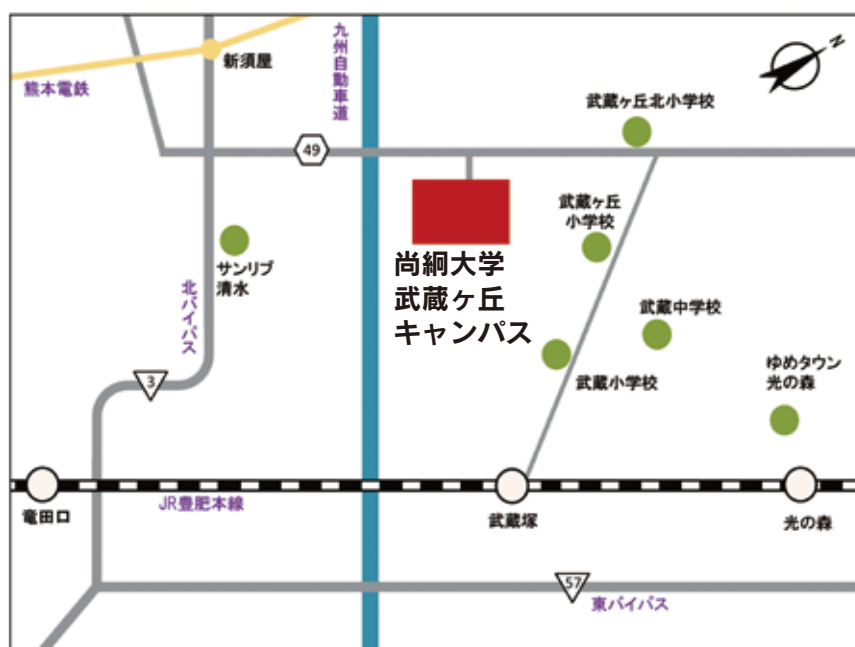 九州自動車道
N
新須屋
熊本電鉄
武蔵ヶ丘北小学校
49
武蔵ヶ丘
小学校
尚絅大学
武蔵ヶ丘
キャンパス
サンリブ
清水
北バイパス
武蔵中学校
ゆめタウン
光の森
武蔵小学校
3
竜田口
JR豊肥本線
武蔵塚
光の森
57
東バイパス